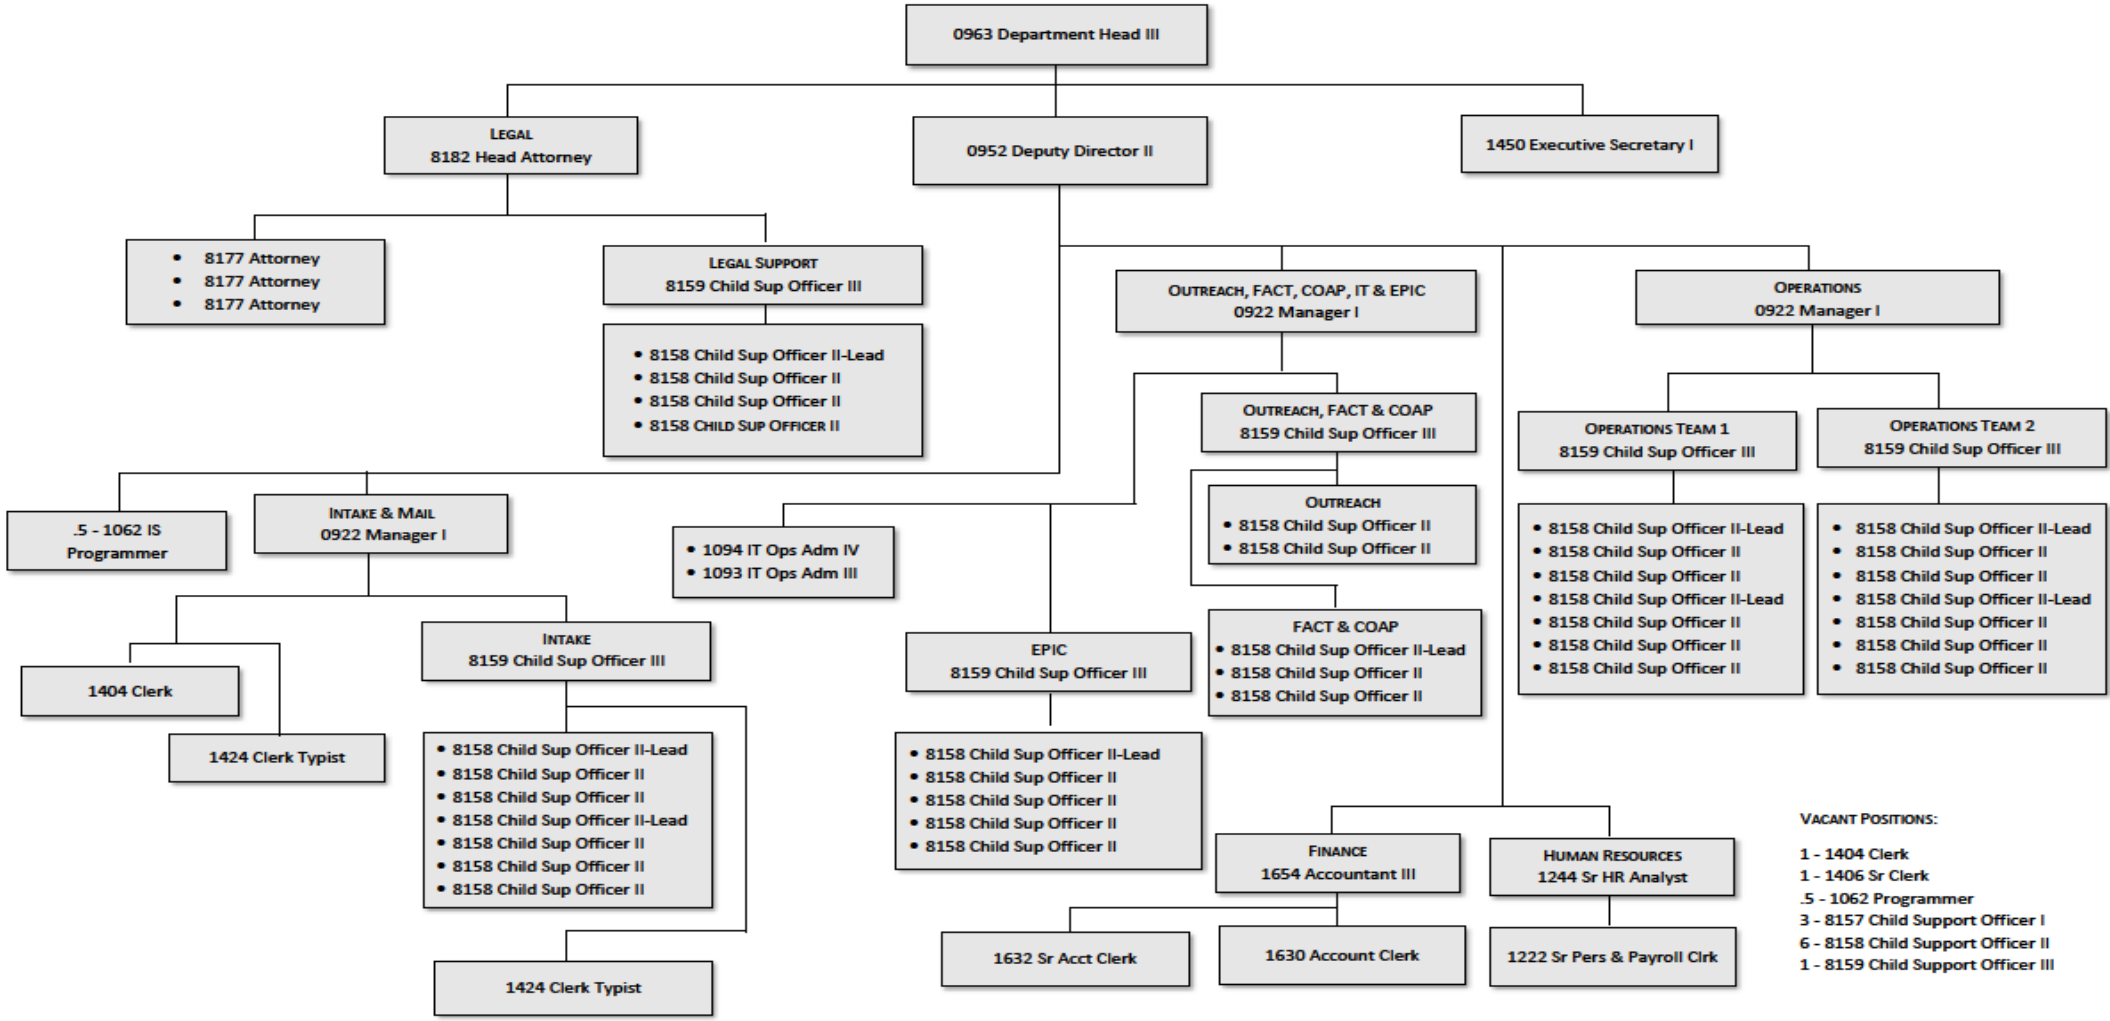 0963 Department Head III
LEGAL
8182 Head Attorney
0952 Deputy Director II
1450 Executive Secretary I
• 8177 Attorney
• 8177 Attorney
• 8177 Attorney
LEGAL SUPPORT
8159 Child Sup Officer III
• 8158 Child Sup Officer II-Lead
• 8158 Child Sup Officer II
• 8158 Child Sup Officer II
• 8158 CHILD SUP OFFICER II
OUTREACH, FACT, COAP, IT & EPIC
0922 Manager I
OPERATIONS
0922 Manager I
OUTREACH, FACT & COAP
8159 Child Sup Officer III
OPERATIONS TEAM 1
8159 Child Sup Officer III
OPERATIONS TEAM 2
8159 Child Sup Officer III
.5 - 1062 IS
Programmer
INTAKE & MAIL
0922 Manager I
• 1094 IT Ops Adm IV
• 1093 IT Ops Adm III
OUTREACH
• 8158 Child Sup Officer II
• 8158 Child Sup Officer II
• 8158 Child Sup Officer II-Lead
• 8158 Child Sup Officer II
• 8158 Child Sup Officer II
• 8158 Child Sup Officer II-Lead
• 8158 Child Sup Officer II
• 8158 Child Sup Officer II
• 8158 Child Sup Officer II
• 8158 Child Sup Officer II-Lead
• 8158 Child Sup Officer II
• 8158 Child Sup Officer II
• 8158 Child Sup Officer II-Lead
• 8158 Child Sup Officer II
• 8158 Child Sup Officer II
• 8158 Child Sup Officer II
INTAKE
8159 Child Sup Officer III
EPIC
8159 Child Sup Officer III
FACT & COAP
• 8158 Child Sup Officer II-Lead
• 8158 Child Sup Officer II
• 8158 Child Sup Officer II
1404 Clerk
1424 Clerk Typist
• 8158 Child Sup Officer II-Lead
• 8158 Child Sup Officer II
• 8158 Child Sup Officer II
• 8158 Child Sup Officer II-Lead
• 8158 Child Sup Officer II
• 8158 Child Sup Officer II
• 8158 Child Sup Officer II
• 8158 Child Sup Officer II-Lead
• 8158 Child Sup Officer II
• 8158 Child Sup Officer II
• 8158 Child Sup Officer II
• 8158 Child Sup Officer II
FINANCE
1654 Accountant III
HUMAN RESOURCES
1244 Sr HR Analyst
1632 Sr Acct Clerk
1630 Account Clerk
1222 Sr Pers & Payroll Clrk
1424 Clerk Typist
VACANT POSITIONS:
1 - 1404 Clerk
1 - 1406 Sr Clerk
.5 - 1062 Programmer
3 - 8157 Child Support Officer I
6 - 8158 Child Support Officer II
1 - 8159 Child Support Officer III